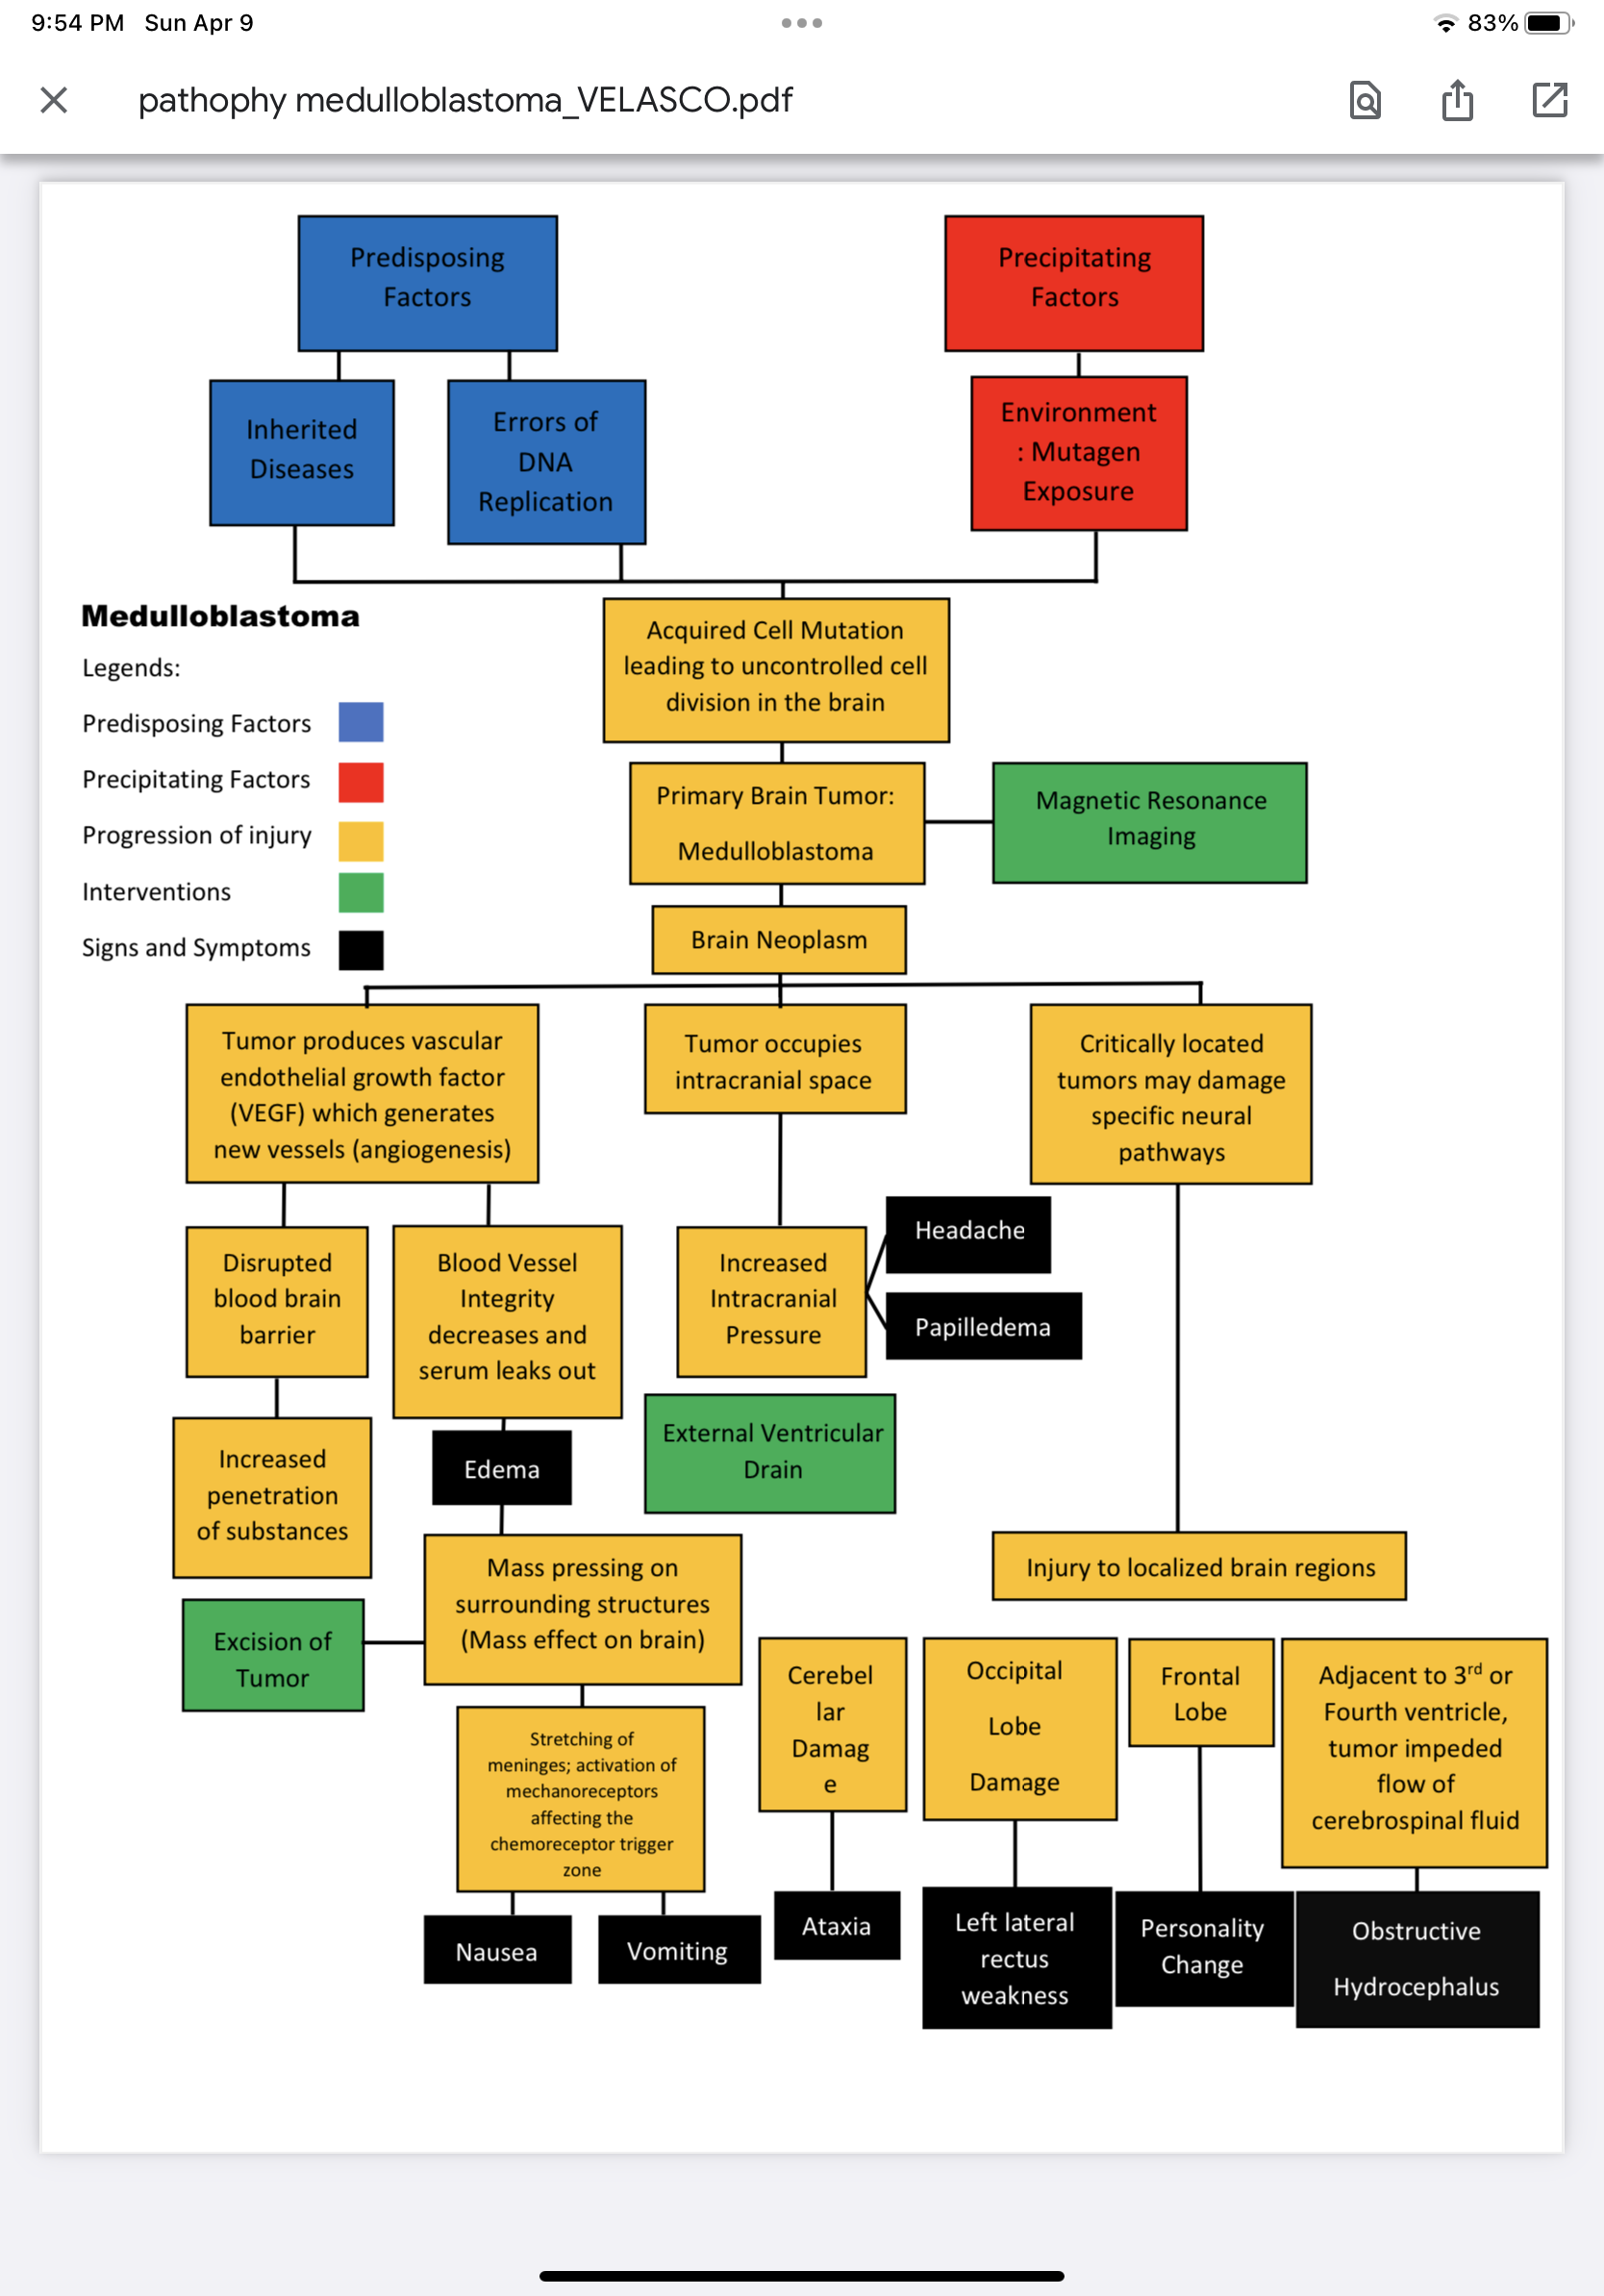 9:54 PM Sun Apr 9
83%
pathophy medulloblastoma_VELASCO.pdf
Predisposing
Factors
Precipitating
Factors
Inherited
Diseases
Errors of
DNA
Replication
Environment
: Mutagen
Exposure
Medulloblastoma
Legends:
Predisposing Factors
Precipitating Factors
Progression of injury
Interventions
Signs and Symptoms
Acquired Cell Mutation
leading to uncontrolled cell
division in the brain
Primary Brain Tumor:
Medulloblastoma
Magnetic Resonance
Imaging
Brain Neoplasm
Tumor produces vascular
endothelial growth factor
(VEGF) which generates
new vessels (angiogenesis)
Tumor occupies
intracranial space
Critically located
tumors may damage
specific neural
pathways
Disrupted
blood brain
barrier
Blood Vessel
Integrity
decreases and
serum leaks out
Increased
Intracranial
Pressure
Headache
Papilledema
Increased
penetration
of substances
Edema
External Ventricular
Drain
Mass pressing on
surrounding structures
(Mass effect on brain)
Injury to localized brain regions
Excision of
Tumor
Stretching of
meninges; activation of
mechanoreceptors
affecting the
chemoreceptor trigger
zone
Cerebel
lar
Damag
e
Occipital
Lobe
Damage
Frontal
Lobe
Adjacent to 3rd or
Fourth ventricle,
tumor impeded
flow of
cerebrospinal fluid
Nausea
Vomiting
Ataxia
Left lateral
rectus
weakness
Personality
Change
Obstructive
Hydrocephalus